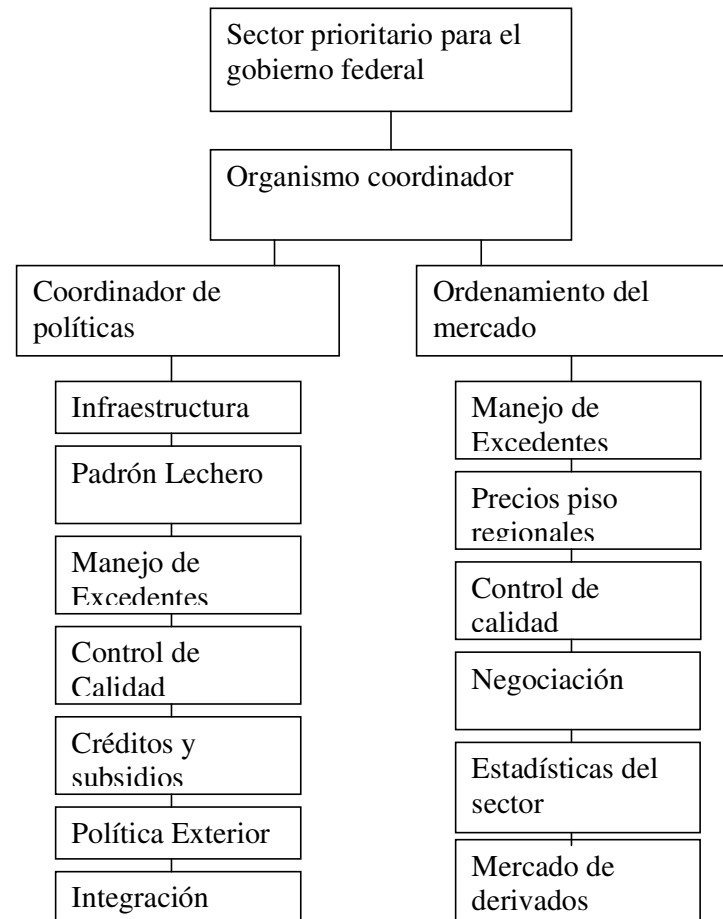 Sector prioritario para el
gobierno federal
Organismo coordinador
Coordinador de
políticas
Infraestructura
Padrón Lechero
Manejo de
Excedentes
Control de
Calidad
Créditos y
subsidios
Política Exterior
Integración
Ordenamiento del
mercado
Manejo de
Excedentes
Precios piso
regionales
Control de
calidad
Negociación
Estadísticas del
sector
Mercado de
derivados